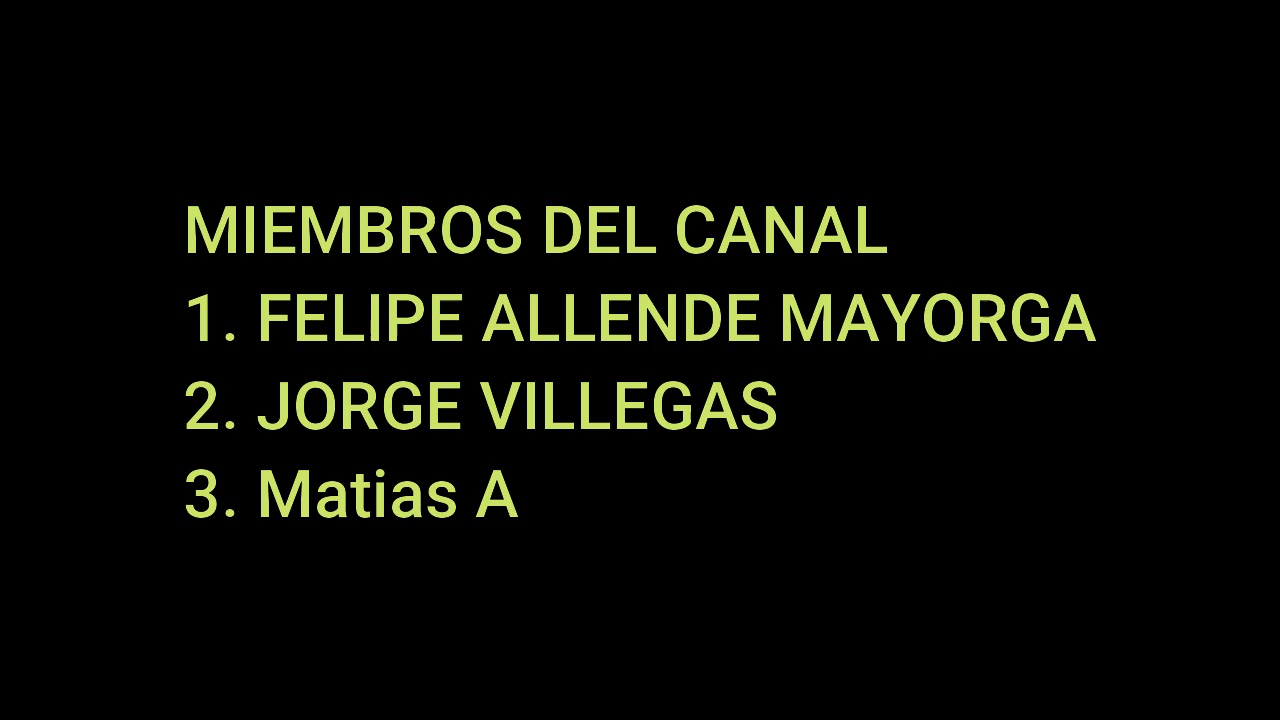 MIEMBROS DEL CANAL
1. FELIPE ALLENDE MAYORGA
2. JORGE VILLEGAS
3. Matias A